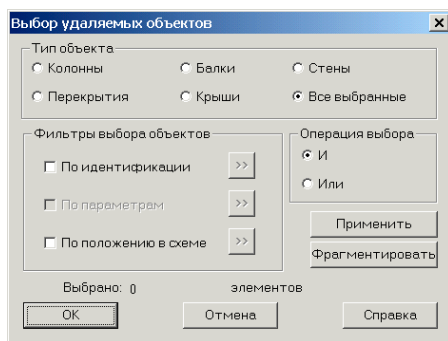 Выбор удаляемых объектов
Тип объекта
Колонны Балки Стены
Перекрытия Крыши Все выбранные
Фильтры выбора объектов
По идентификации >>
По параметрам >>
По положению в схеме >>
Операция выбора
И
Или
Применить
Фрагментировать
Выбрано: 0 элементов
ОК Отмена Справка